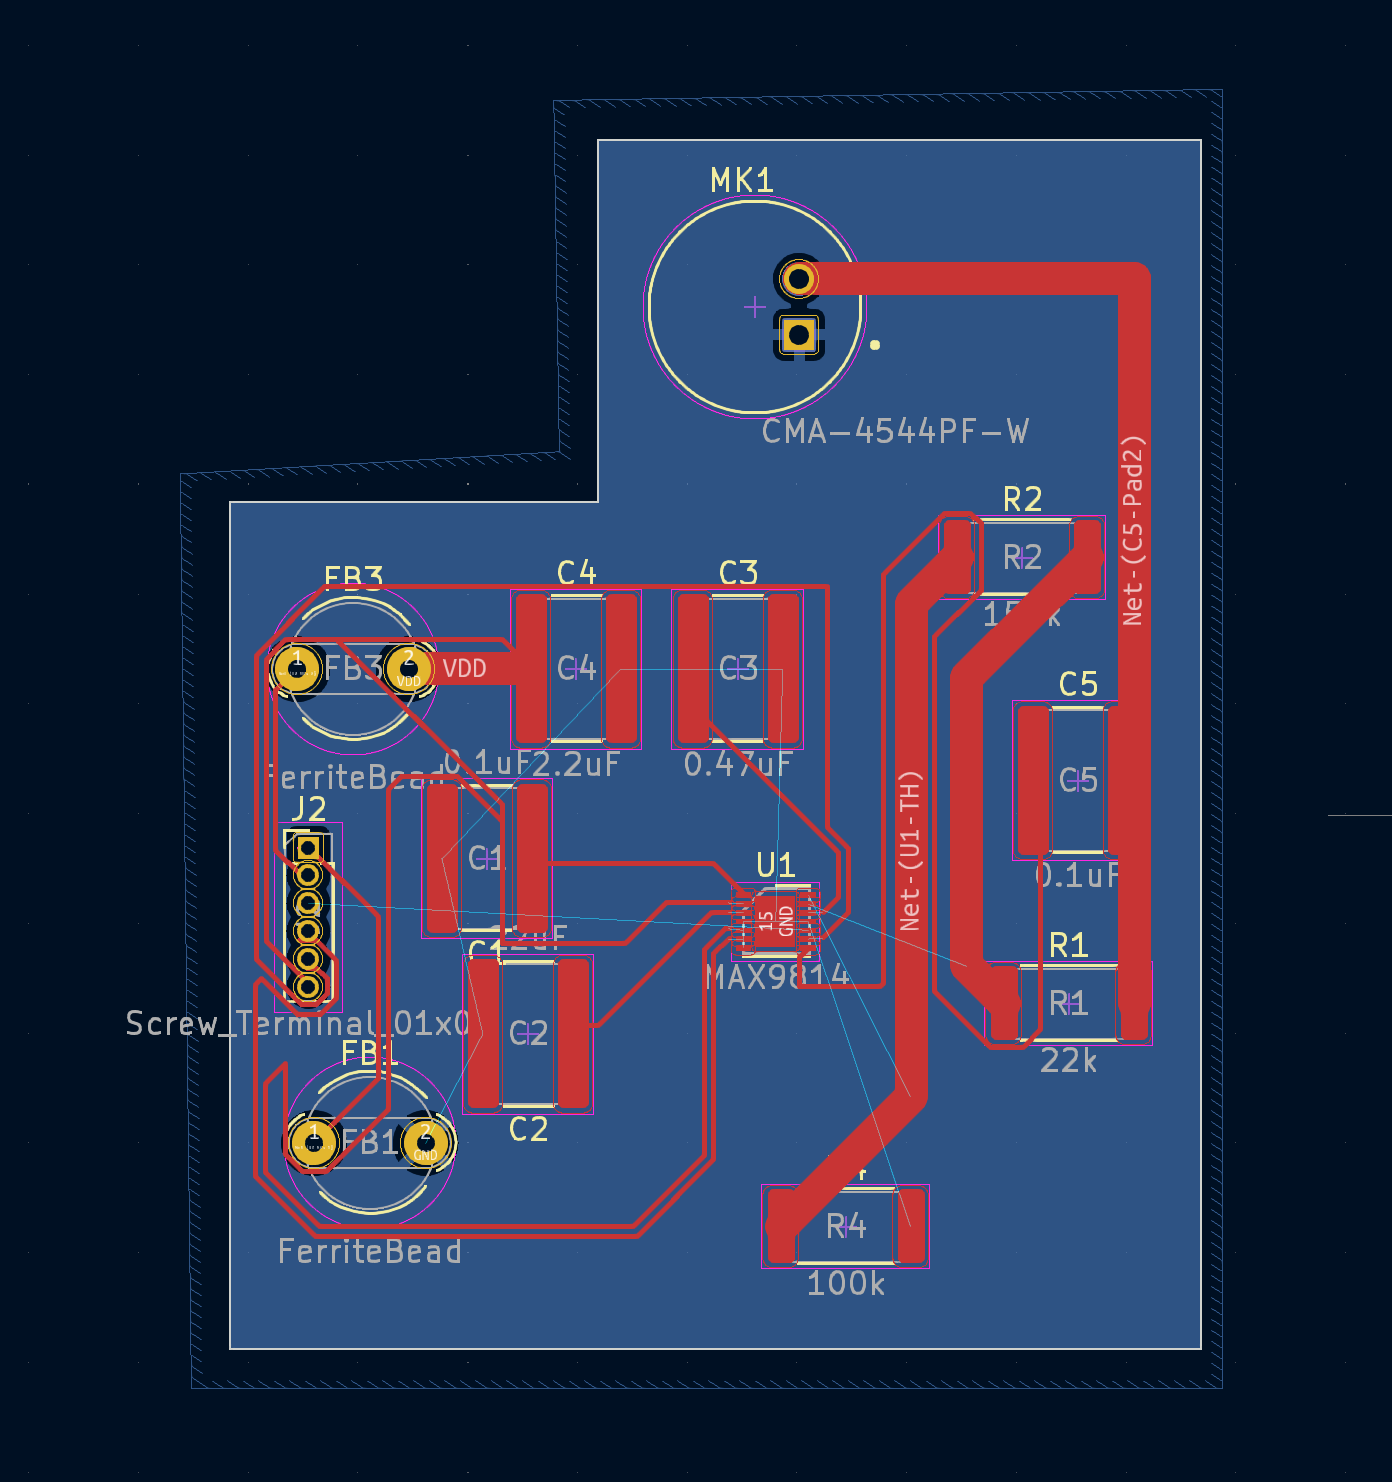 MK1
CMA-4544PF-W
Net-(C5-Pad2)
R2
R2
FB3
C4
C3
1
FB3
2
VDD
VDD
C4
C3
C5
C5
0.1uF
2.2uF
0.47uF
FerriteBead
J2
Net-(U1-TH)
C1
U1
0.1uF
15
GND
C1
R1
MAX9814
R1
Screw_Terminal_01x0
C2
22k
FB1
C2
1
FB1
2
GND
R4
FerriteBead
100k